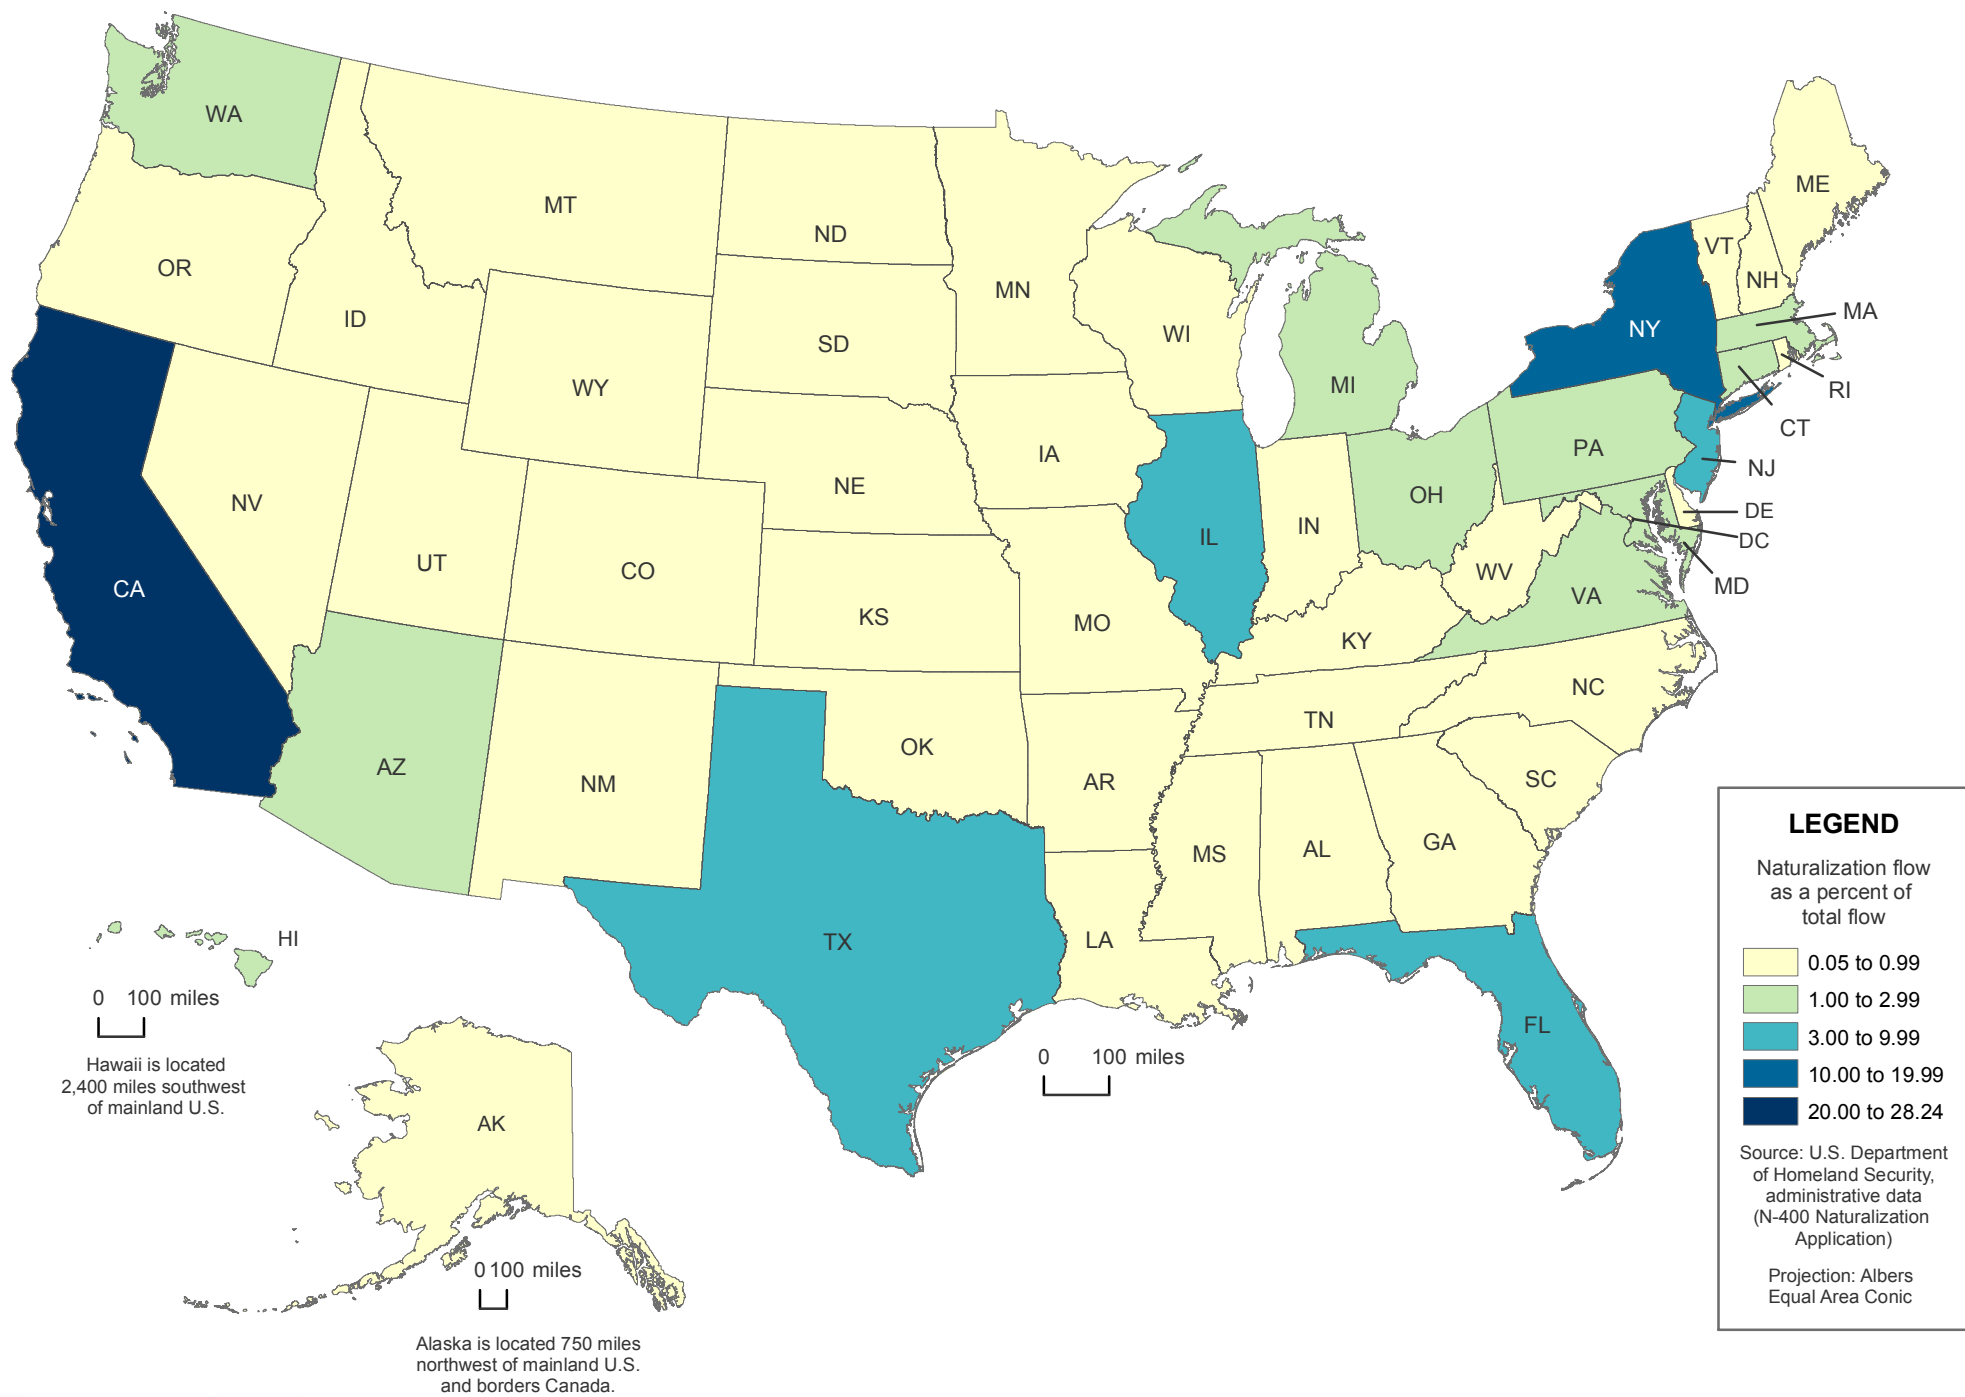 WA
OR
ID
MT
ND
MN
ME
VT
NH
MA
WI
NY
SD
WY
MI
RI
CT
IA
PA
NJ
NE
NV
OH
DE
IL
IN
DC
UT
CO
WV
MD
CA
VA
KS
MO
KY
NC
TN
AZ
OK
SC
NM
AR
MS
AL
GA
HI
TX
LA
FL
AK
0 100 miles
Hawaii is located
2,400 miles southwest
of mainland U.S.
0 100 miles
0 100 miles
Alaska is located 750 miles
northwest of mainland U.S.
and borders Canada.
LEGEND
Naturalization flow
as a percent of
total flow
0.05 to 0.99
1.00 to 2.99
3.00 to 9.99
10.00 to 19.99
20.00 to 28.24
Source: U.S. Department
of Homeland Security,
administrative data
(N-400 Naturalization
Application)
Projection: Albers
Equal Area Conic